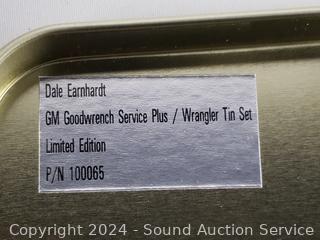 Dale Earnhardt
GM Goodwrench Service Plus / Wrangler Tin Set
Limited Edition
P/N 100065
Copyright © 2024 - Sound Auction Service